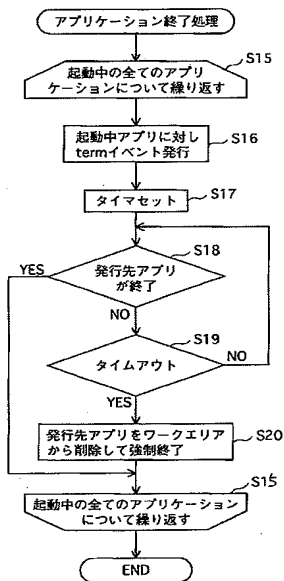 アプリケーション終了処理
S15
起動中の全てのアプリ
ケーションについて繰り返す
起動中アプリに対し
termイベント発行
S16
タイマセット
S17
S18
YES
発行先アプリ
が終了
NO
S19
タイムアウト
NO
YES
発行先アプリをワークエリア
から削除して強制終了
S20
S15
起動中の全てのアプリケーション
について繰り返す
END